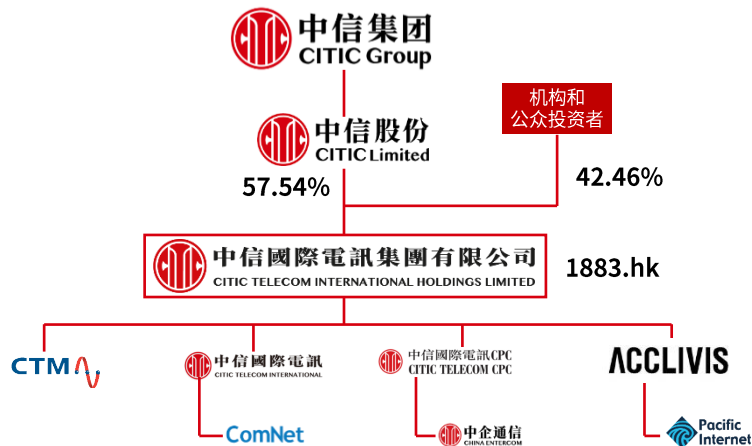 中信集团
CITIC Group
机构和
公众投资者
中信股份
CITIC Limited
57.54%
42.46%
中信國際電訊集團有限公司
CITIC TELECOM INTERNATIONAL HOLDINGS LIMITED
1883.hk
CTM
中信國際電訊
CITIC TELECOM INTERNATIONAL
中信國際電訊CPC
CITIC TELECOM CPC
ACCLIVIS
ComNet
中企通信
CHINA ENTERCOM
Pacific
Internet